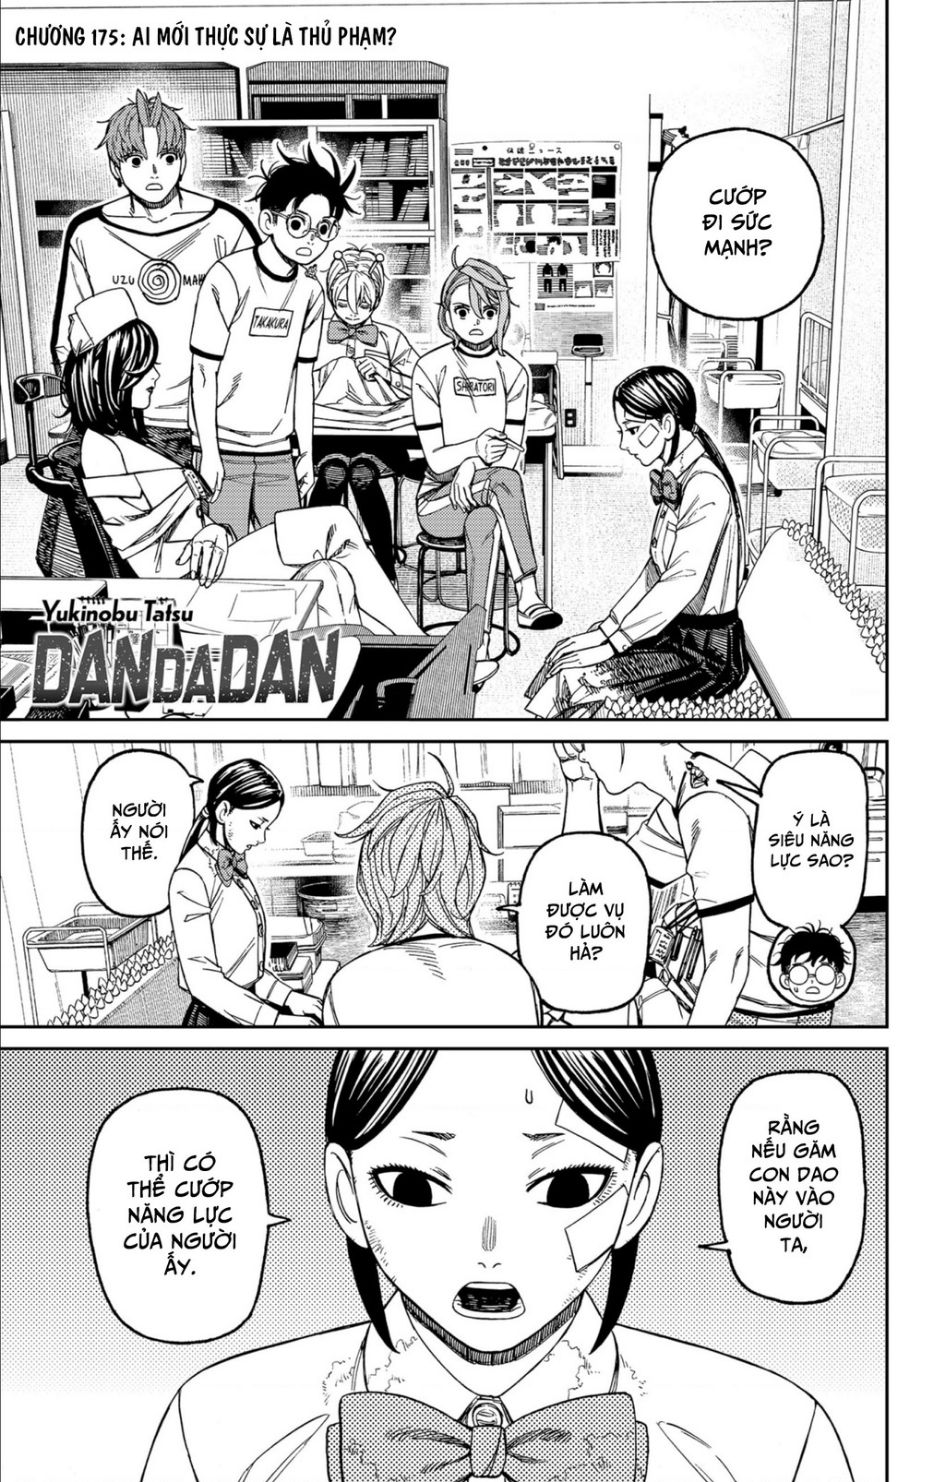 CHƯƠNG 175: AI MỚI THỰC SỰ LÀ THỦ PHẠM?
CƯỚP
ĐI SỨC
MẠNH?
UZU MAK
TAKAKURA
SHIRATORI
Yukinobu Tatsu
DANDADAN
Ý LÀ
SIÊU NĂNG
LỰC SAO?
LÀM
ĐƯỢC VỤ
ĐÓ LUÔN
HẢ?
NGƯỜI
ẤY NÓI
THẾ.
RẰNG
NẾU GĂM
CON DAO
NÀY VÀO
NGƯỜI
TA,
THÌ CÓ
THỂ CƯỚP
NĂNG LỰC
CỦA NGƯỜI
ẤY.